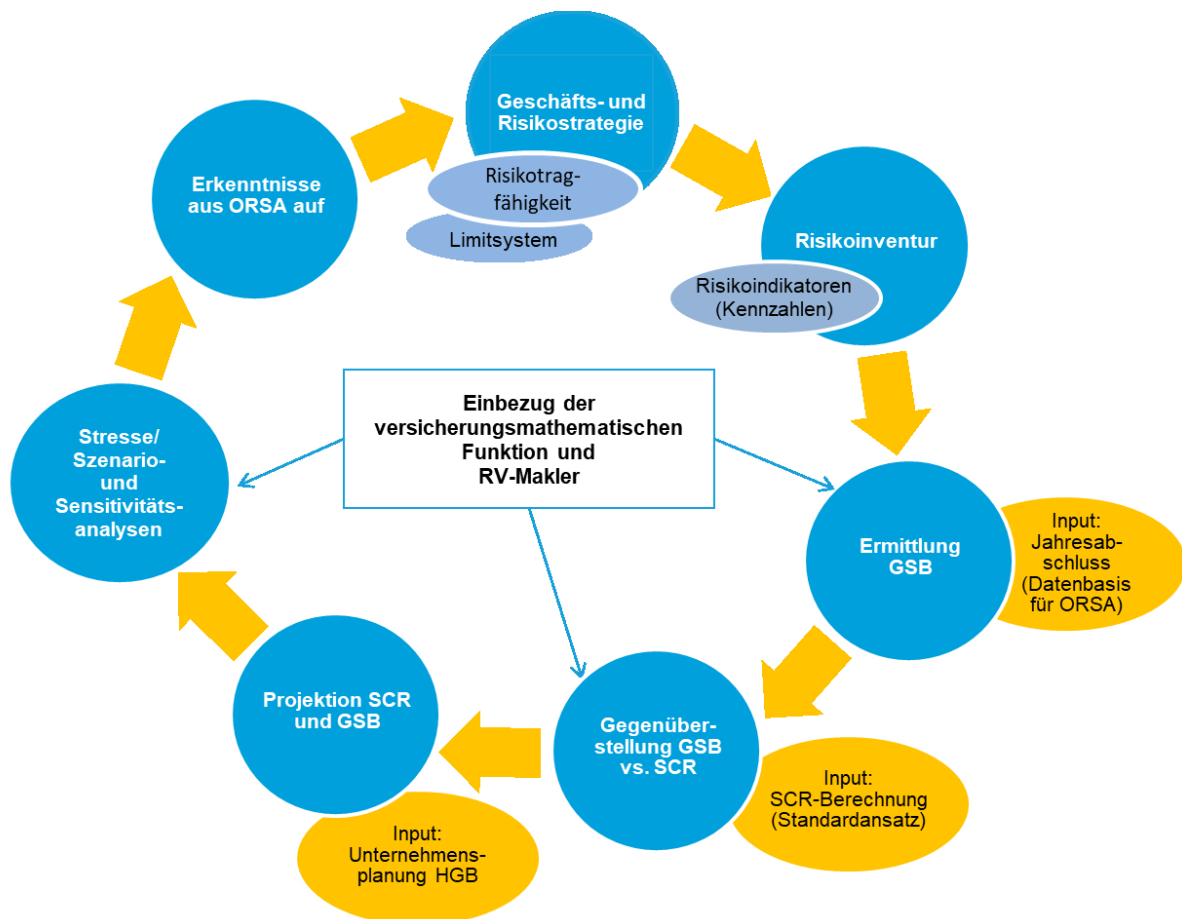 Geschäfts- und
Risikostrategie
Risikotrag-
fähigkeit
Limitsystem
Risikoinventur
Risikoindikatoren
(Kennzahlen)
Ermittlung
GSB
Input:
Jahresab-
schluss
(Datenbasis
für ORSA)
Gegenüber-
stellung GSB
vs. SCR
Input:
SCR-Berechnung
(Standardansatz)
Projektion SCR
und GSB
Input:
Unternehmens-
planung HGB
Stresse/
Szenario-
und
Sensitivitäts-
analysen
Erkenntnisse
aus ORSA auf
Einbezug der
versicherungsmathematischen
Funktion und
RV-Makler